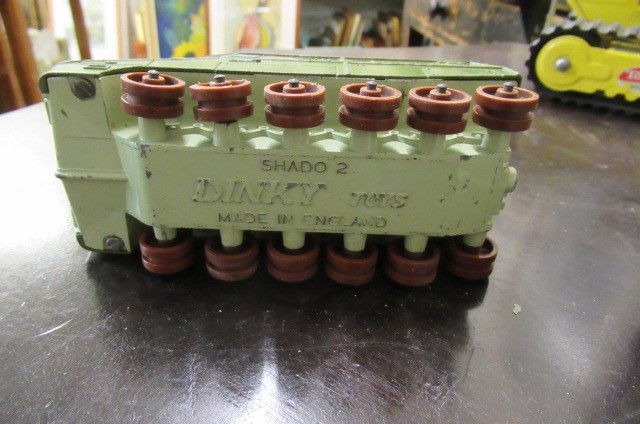 SHADO 2
DINKY TOYS
MADE IN ENGLAND